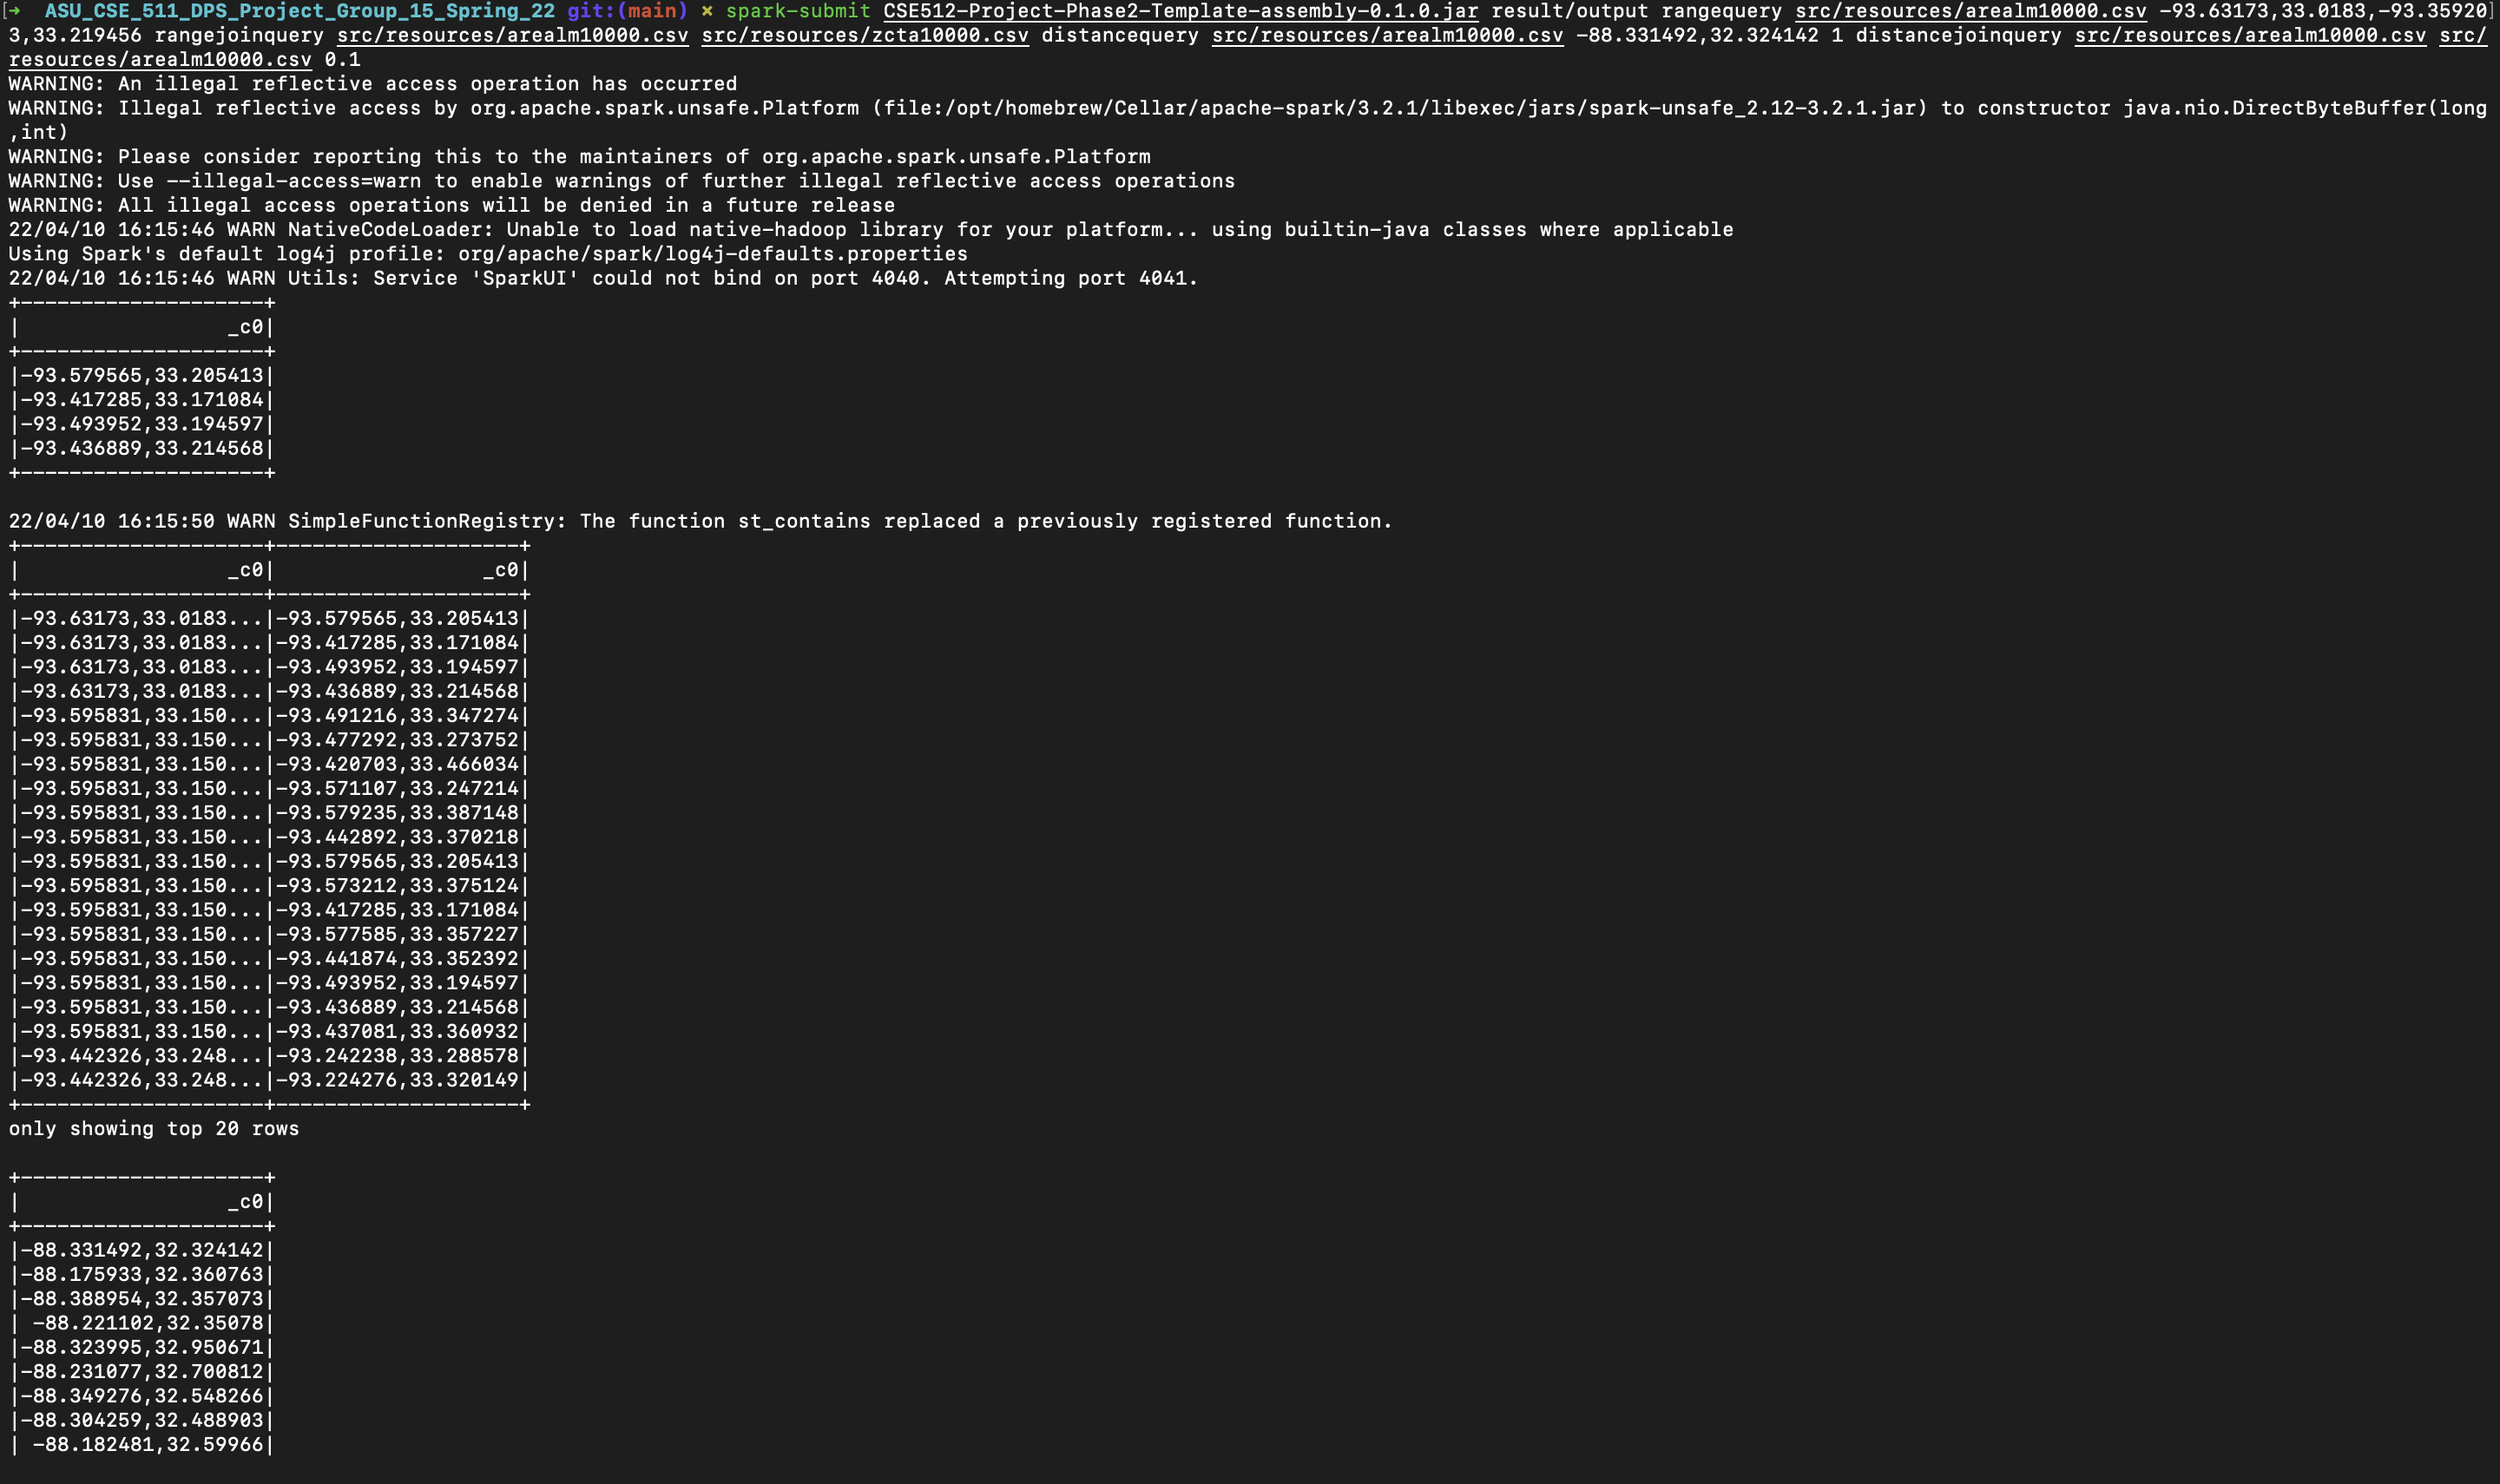 [➜  ASU_CSE_511_DPS_Project_Group_15_Spring_22 git:(main) ✗ spark-submit CSE512-Project-Phase2-Template-assembly-0.1.0.jar result/output rangequery src/resources/arealm10000.csv -93.63173,33.0183,-93.35920]
3,33.219456 rangejoinquery src/resources/arealm10000.csv src/resources/zcta10000.csv distancequery src/resources/arealm10000.csv -88.331492,32.324142 1 distancejoinquery src/resources/arealm10000.csv src/
resources/arealm10000.csv 0.1
WARNING: An illegal reflective access operation has occurred
WARNING: Illegal reflective access by org.apache.spark.unsafe.Platform (file:/opt/homebrew/Cellar/apache-spark/3.2.1/libexec/jars/spark-unsafe_2.12-3.2.1.jar) to constructor java.nio.DirectByteBuffer(long
,int)
WARNING: Please consider reporting this to the maintainers of org.apache.spark.unsafe.Platform
WARNING: Use --illegal-access=warn to enable warnings of further illegal reflective access operations
WARNING: All illegal access operations will be denied in a future release
22/04/10 16:15:46 WARN NativeCodeLoader: Unable to load native-hadoop library for your platform... using builtin-java classes where applicable
Using Spark's default log4j profile: org/apache/spark/log4j-defaults.properties
22/04/10 16:15:46 WARN Utils: Service 'SparkUI' could not bind on port 4040. Attempting port 4041.
+--------------------+
|                 _c0|
+--------------------+
|-93.579565,33.205413|
|-93.417285,33.171084|
|-93.493952,33.194597|
|-93.436889,33.214568|
+--------------------+

22/04/10 16:15:50 WARN SimpleFunctionRegistry: The function st_contains replaced a previously registered function.
+--------------------+--------------------+
|                 _c0|                 _c0|
+--------------------+--------------------+
|-93.63173,33.0183...|-93.579565,33.205413|
|-93.63173,33.0183...|-93.417285,33.171084|
|-93.63173,33.0183...|-93.493952,33.194597|
|-93.63173,33.0183...|-93.436889,33.214568|
|-93.595831,33.150...|-93.491216,33.347274|
|-93.595831,33.150...|-93.477292,33.273752|
|-93.595831,33.150...|-93.420703,33.466034|
|-93.595831,33.150...|-93.571107,33.247214|
|-93.595831,33.150...|-93.579235,33.387148|
|-93.595831,33.150...|-93.442892,33.370218|
|-93.595831,33.150...|-93.579565,33.205413|
|-93.595831,33.150...|-93.573212,33.375124|
|-93.595831,33.150...|-93.417285,33.171084|
|-93.595831,33.150...|-93.577585,33.357227|
|-93.595831,33.150...|-93.441874,33.352392|
|-93.595831,33.150...|-93.493952,33.194597|
|-93.595831,33.150...|-93.436889,33.214568|
|-93.595831,33.150...|-93.437081,33.360932|
|-93.442326,33.248...|-93.242238,33.288578|
|-93.442326,33.248...|-93.224276,33.320149|
+--------------------+--------------------+
only showing top 20 rows

+--------------------+
|                 _c0|
+--------------------+
|-88.331492,32.324142|
|-88.175933,32.360763|
|-88.388954,32.357073|
| -88.221102,32.35078|
|-88.323995,32.950671|
|-88.231077,32.700812|
|-88.349276,32.548266|
|-88.304259,32.488903|
| -88.182481,32.59966|